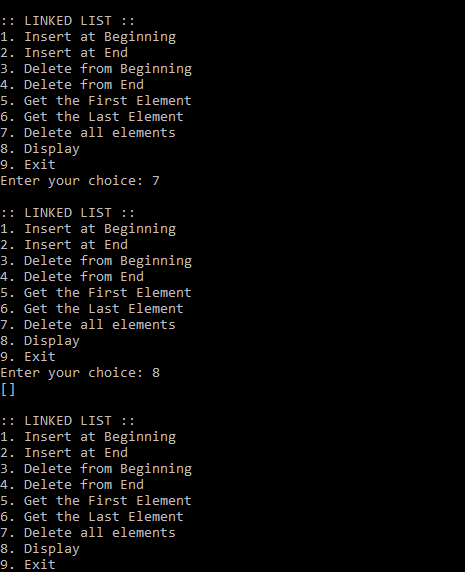 :: LINKED LIST ::
1. Insert at Beginning
2. Insert at End
3. Delete from Beginning
4. Delete from End
5. Get the First Element
6. Get the Last Element
7. Delete all elements
8. Display
9. Exit
Enter your choice: 7
:: LINKED LIST ::
1. Insert at Beginning
2. Insert at End
3. Delete from Beginning
4. Delete from End
5. Get the First Element
6. Get the Last Element
7. Delete all elements
8. Display
9. Exit
Enter your choice: 8
[]
:: LINKED LIST ::
1. Insert at Beginning
2. Insert at End
3. Delete from Beginning
4. Delete from End
5. Get the First Element
6. Get the Last Element
7. Delete all elements
8. Display
9. Exit